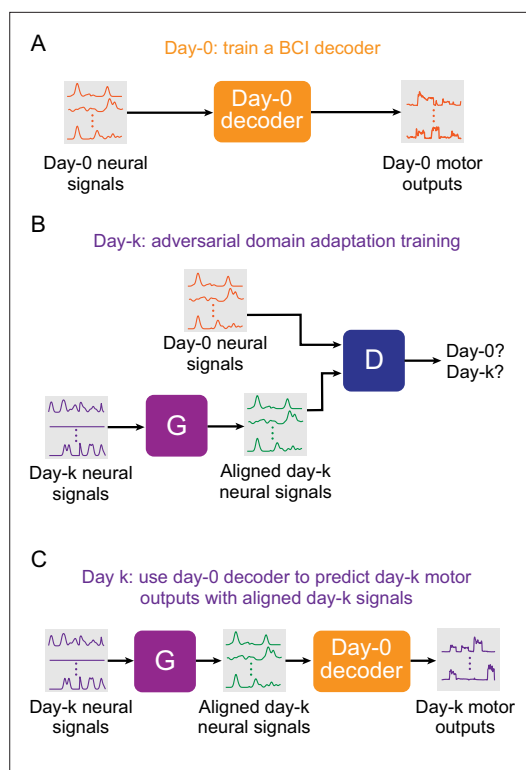 A
Day-0: train a BCI decoder
Day-0
decoder
Day-0 neural
signals
Day-0 motor
outputs
B
Day-k: adversarial domain adaptation training
Day-0 neural
signals
D
Day-0?
Day-k?
G
Day-k neural
signals
Aligned day-k
neural signals
C
Day k: use day-0 decoder to predict day-k motor
outputs with aligned day-k signals
G
Day-0
decoder
Day-k neural
signals
Aligned day-k
neural signals
Day-k motor
outputs